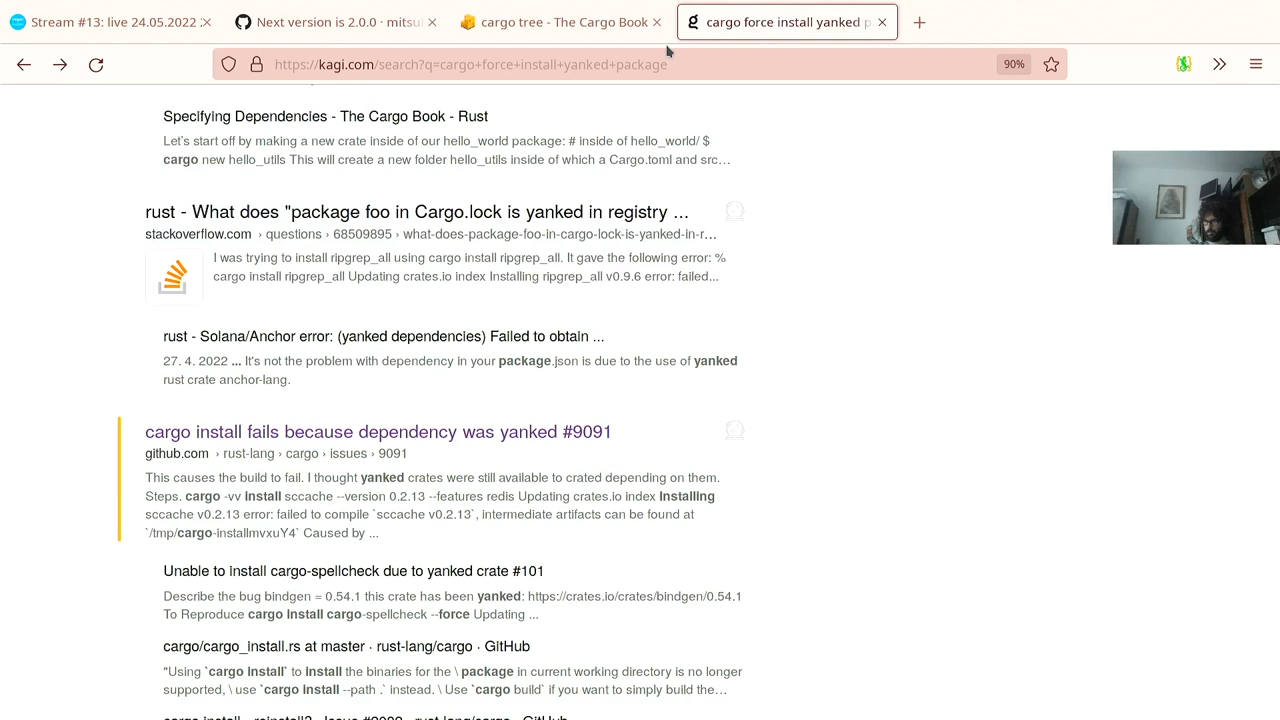 Stream #13: live 24.05.2022
Next version is 2.0.0 · mitsu
cargo tree - The Cargo Book
cargo force install yanked p
https://kagi.com/search?q=cargo+force+install+yanked+package
90%
Specifying Dependencies - The Cargo Book - Rust
Let's start off by making a new crate inside of our hello_world package: # inside of hello_world/ $
cargo new hello_utils This will create a new folder hello_utils inside of which a Cargo.toml and src…
rust - What does "package foo in Cargo.lock is yanked in registry ...
stackoverflow.com › questions › 68509895 › what-does-package-foo-in-cargo-lock-is-yanked-in-r…
I was trying to install ripgrep_all using cargo install ripgrep_all. It gave the following error: %
cargo install ripgrep_all Updating crates.io index Installing ripgrep_all v0.9.6 error: failed...
rust - Solana/Anchor error: (yanked dependencies) Failed to obtain ...
27. 4. 2022 ... It's not the problem with dependency in your package.json is due to the use of yanked
rust crate anchor-lang.
cargo install fails because dependency was yanked #9091
github.com › rust-lang › cargo › issues › 9091
This causes the build to fail. I thought yanked crates were still available to crated depending on them.
Steps. cargo -vv install sccache --version 0.2.13 --features redis Updating crates.io index Installing
sccache v0.2.13 error: failed to compile `sccache v0.2.13`, intermediate artifacts can be found at
`/tmp/cargo-installmvxuY4` Caused by ...
Unable to install cargo-spellcheck due to yanked crate #101
Describe the bug bindgen = 0.54.1 this crate has been yanked: https://crates.io/crates/bindgen/0.54.1
To Reproduce cargo install cargo-spellcheck --force Updating ...
cargo/cargo_install.rs at master · rust-lang/cargo · GitHub
"Using `cargo install` to install the binaries for the \ package in current working directory is no longer
supported, \ use `cargo install --path .` instead. \ Use `cargo build` if you want to simply build the…